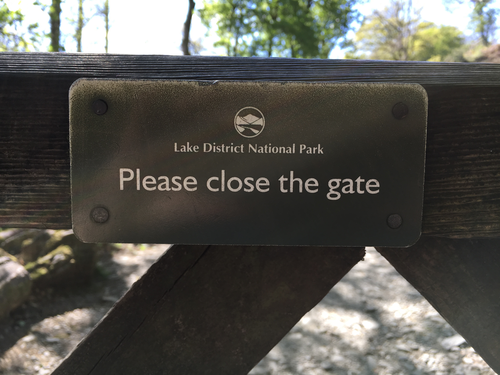 Lake District National Park
Please close the gate